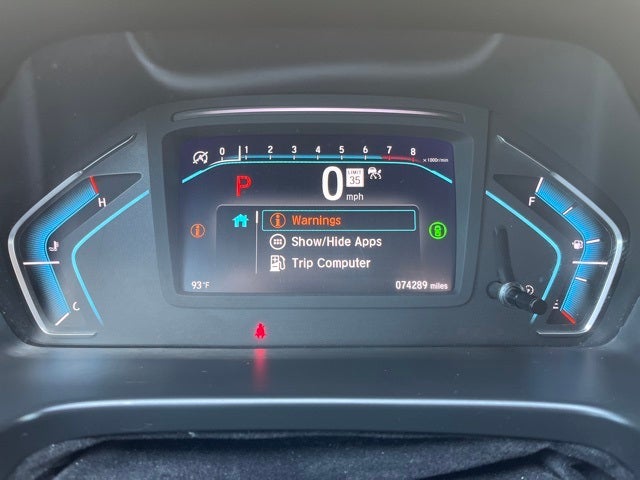 0 1 2 3 4 5 6 7 8 x1000r/min
P 0 mph LIMIT 35
H
F
Warnings
Show/Hide Apps
Trip Computer
C
93°F 074289 miles